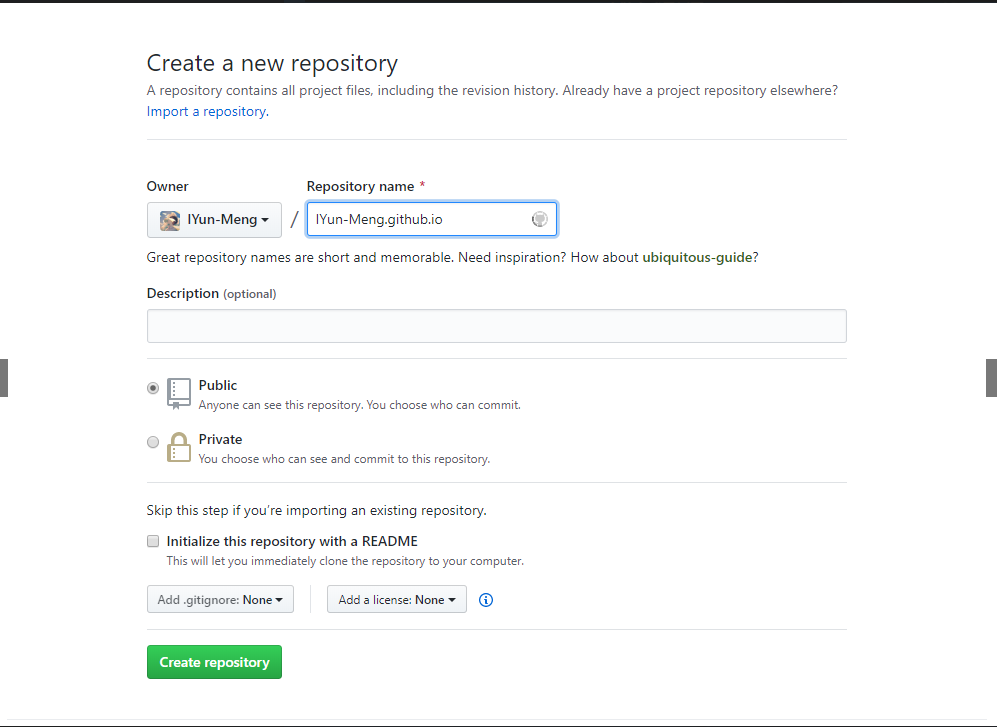 Create a new repository
A repository contains all project files, including the revision history. Already have a project repository elsewhere?
Import a repository.
Owner
Repository name *
IYun-Meng
/
IYun-Meng.github.io
Great repository names are short and memorable. Need inspiration? How about ubiquitous-guide?
Description (optional)
Public
Anyone can see this repository. You choose who can commit.
Private
You choose who can see and commit to this repository.
Skip this step if you’re importing an existing repository.
Initialize this repository with a README
This will let you immediately clone the repository to your computer.
Add .gitignore: None
Add a license: None
Create repository